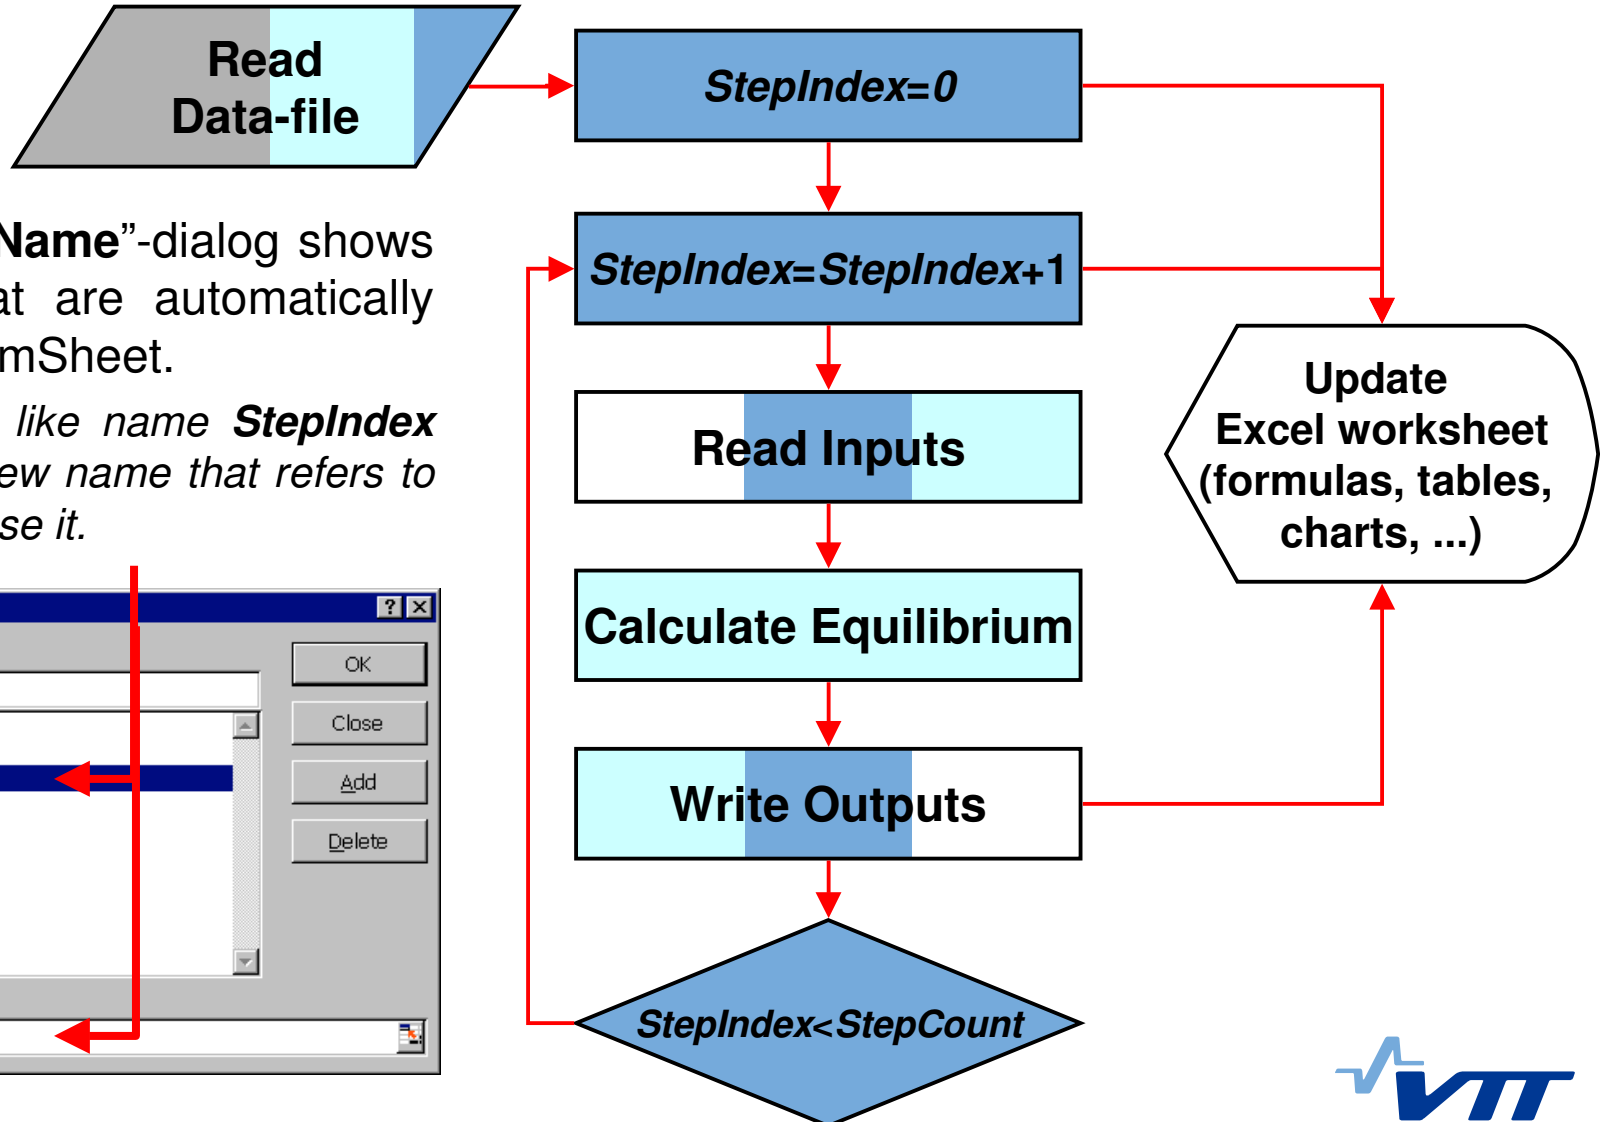 Read
Data-file
Name”-dialog shows
at are automatically
mSheet.
like name StepIndex
ew name that refers to
se it.
OK
Close
Add
Delete
StepIndex=0
StepIndex=StepIndex+1
Read Inputs
Calculate Equilibrium
Write Outputs
StepIndex<StepCount
Update
Excel worksheet
(formulas, tables,
charts, ...)
VTT